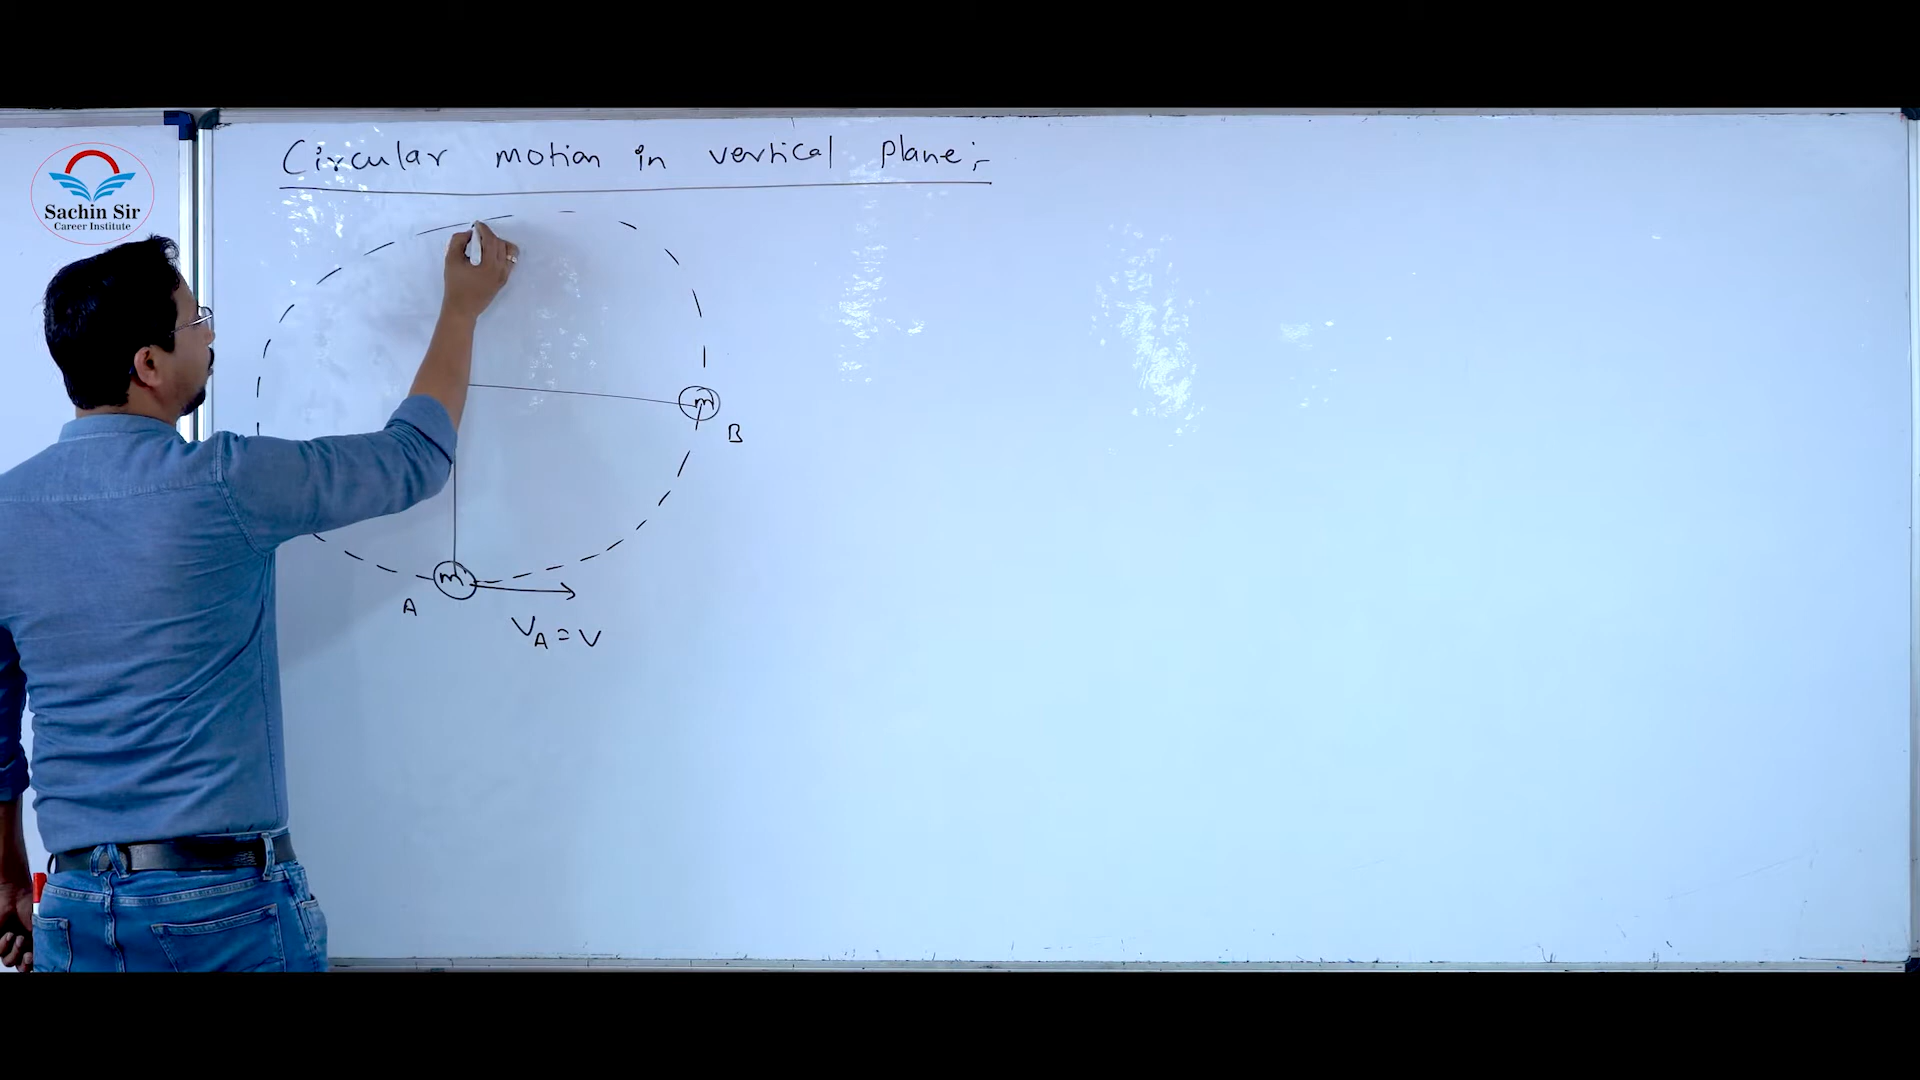 Sachin Sir
Career Institute
Circular motion in vertical plane:-
m
B
m
A
V_A = V